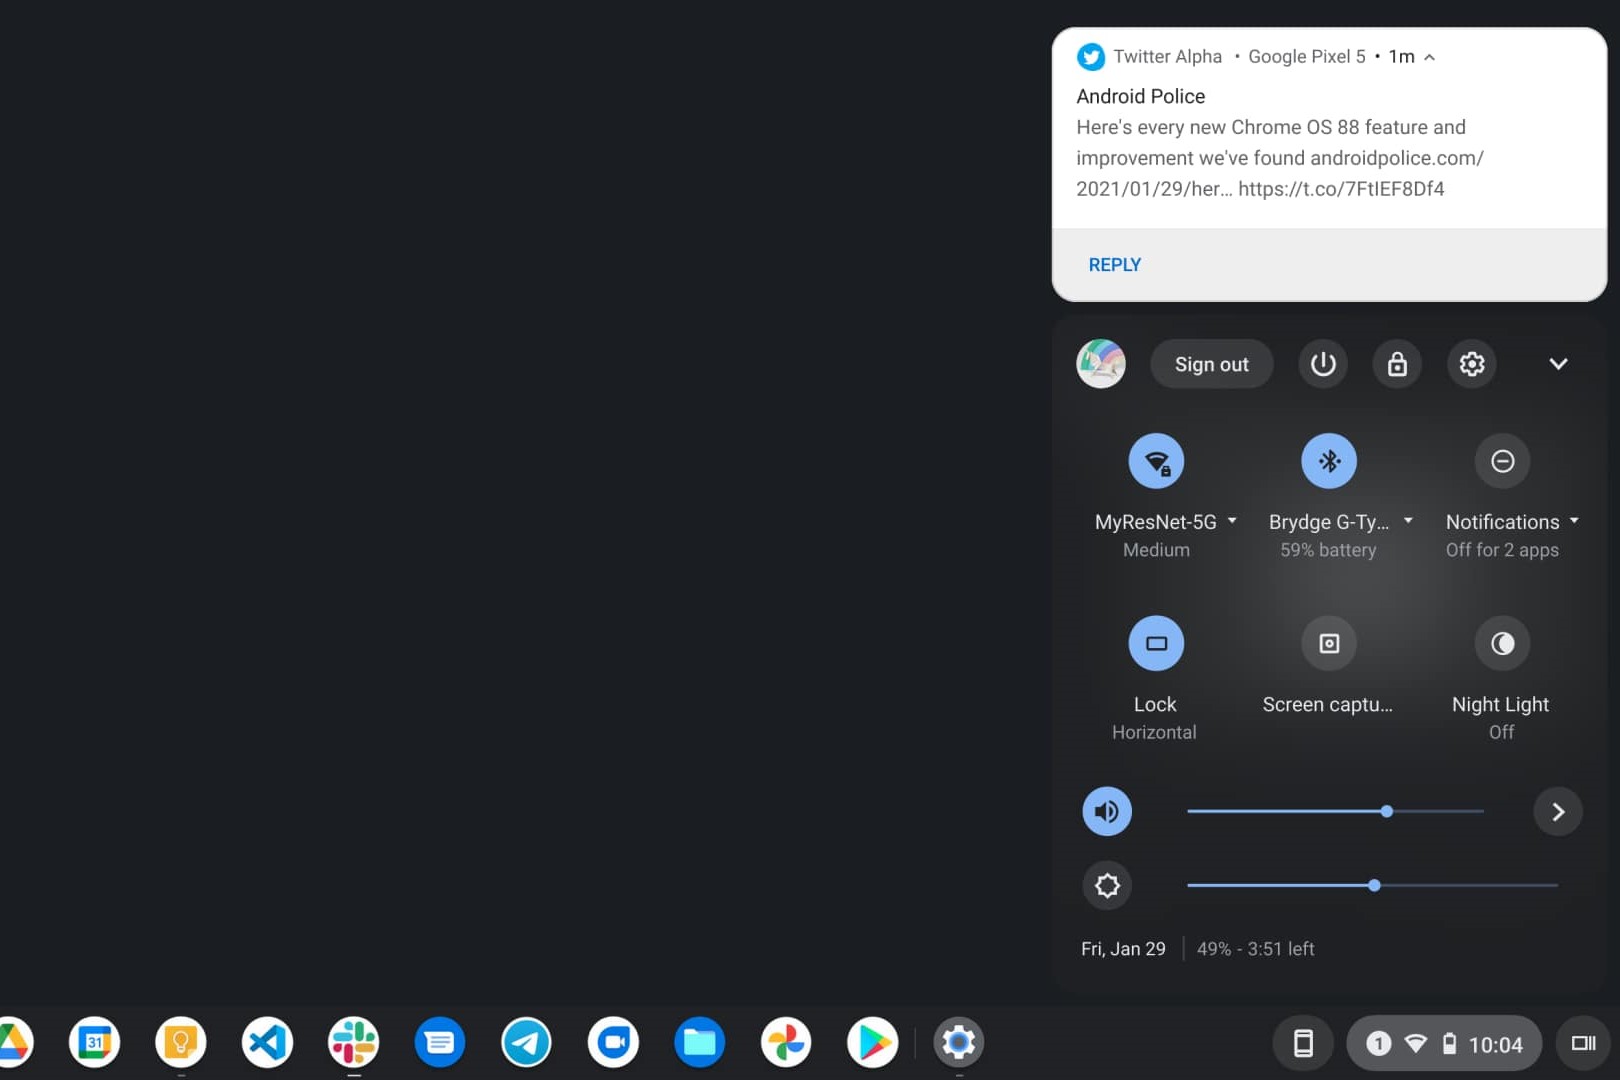 Twitter Alpha • Google Pixel 5 • 1m
Android Police
Here's every new Chrome OS 88 feature and
improvement we've found androidpolice.com/
2021/01/29/her… https://t.co/7FtIEF8Df4
REPLY
Sign out
MyResNet-5G
Medium
Brydge G-Ty…
59% battery
Notifications
Off for 2 apps
Lock
Horizontal
Screen captu…
Night Light
Off
Fri, Jan 29
49% - 3:51 left
31
1
10:04